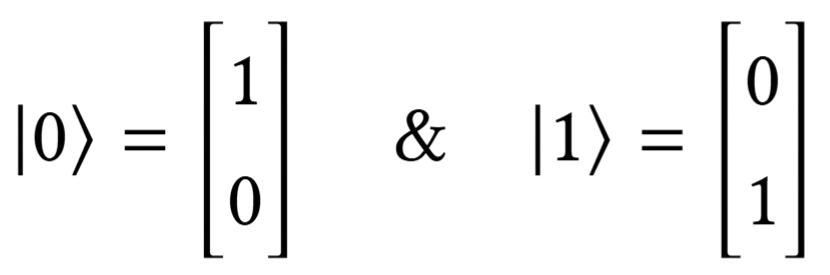 |0⟩ = [1 0] & |1⟩ = [0 1]